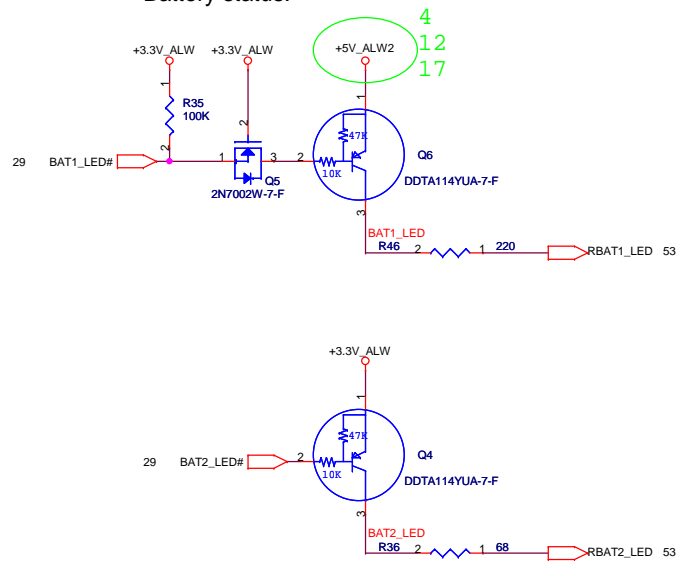 Battery status.
4
12
17
+3.3V_ALW
+3.3V_ALW
+5V_ALW2
1
R35
100K
2
2
1
47K
10K
29
BAT1_LED#
1
3
2
Q5
2N7002W-7-F
Q6
DDTA114YUA-7-F
3
BAT1_LED
R46
2
1
220
RBAT1_LED
53
+3.3V_ALW
1
47K
10K
29
BAT2_LED#
2
Q4
DDTA114YUA-7-F
3
BAT2_LED
R36
2
1
68
RBAT2_LED
53